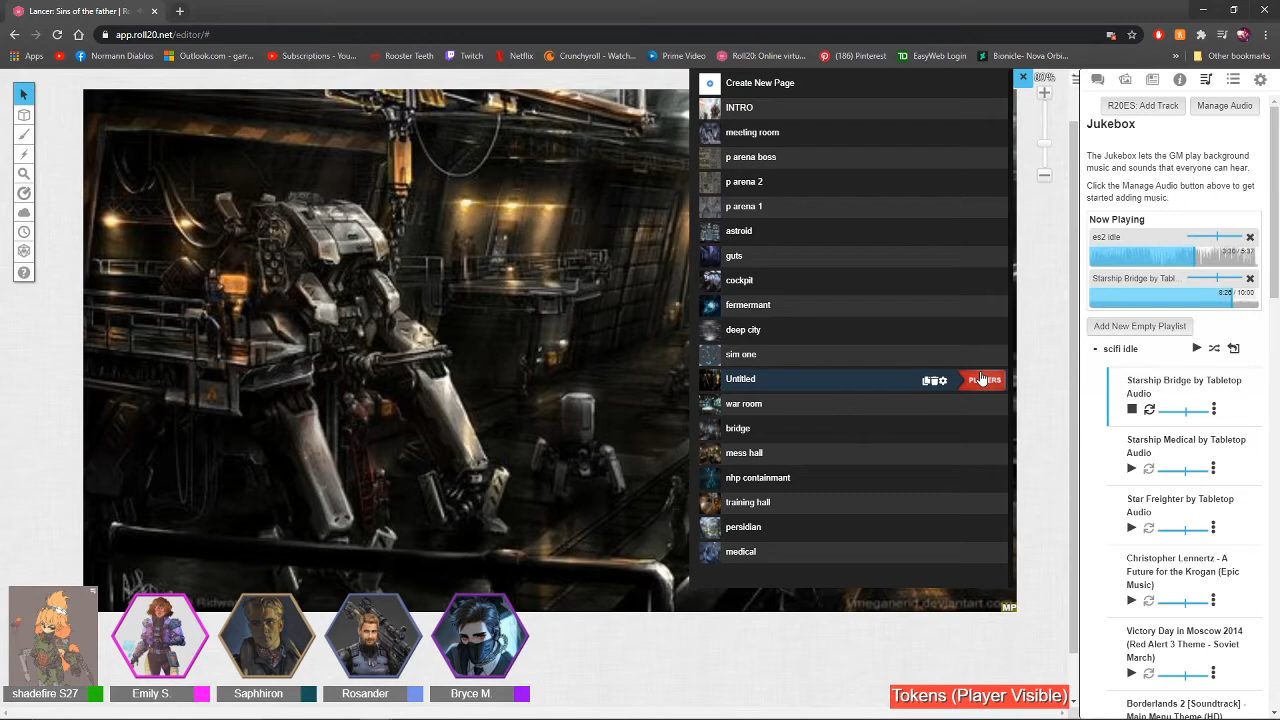 Lancer: Sins of the father | R
app.roll20.net/editor/#
Apps
Normann Diablos
Outlook.com - garr...
Subscriptions - You...
Rooster Teeth
Twitch
Netflix
Crunchyroll - Watch...
Prime Video
Roll20: Online virtu...
(186) Pinterest
EasyWeb Login
Bionicle- Nova Orbi...
Other bookmarks
Create New Page
INTRO
meeting room
p arena boss
p arena 2
p arena 1
astroid
guts
cockpit
fermermant
deep city
sim one
Untitled
war room
bridge
mess hall
nhp containmant
training hall
persidian
medical
R20ES: Add Track
Manage Audio
Jukebox
The Jukebox lets the GM play background
music and sounds that everyone can hear.
Click the Manage Audio button above to get
started adding music.
Now Playing
es2 idle
Starship Bridge by Tabl...
8:26 / 10:00
Add New Empty Playlist
scifi idle
Starship Bridge by Tabletop
Audio
Starship Medical by Tabletop
Audio
Star Freighter by Tabletop
Audio
Christopher Lennertz - A
Future for the Krogan (Epic
Music)
Victory Day in Moscow 2014
(Red Alert 3 Theme - Soviet
March)
Borderlands 2 [Soundtrack] -
Main Menu Theme (HD)
MP
shadefire S27
Emily S.
Saphhiron
Rosander
Bryce M.
Tokens (Player Visible)